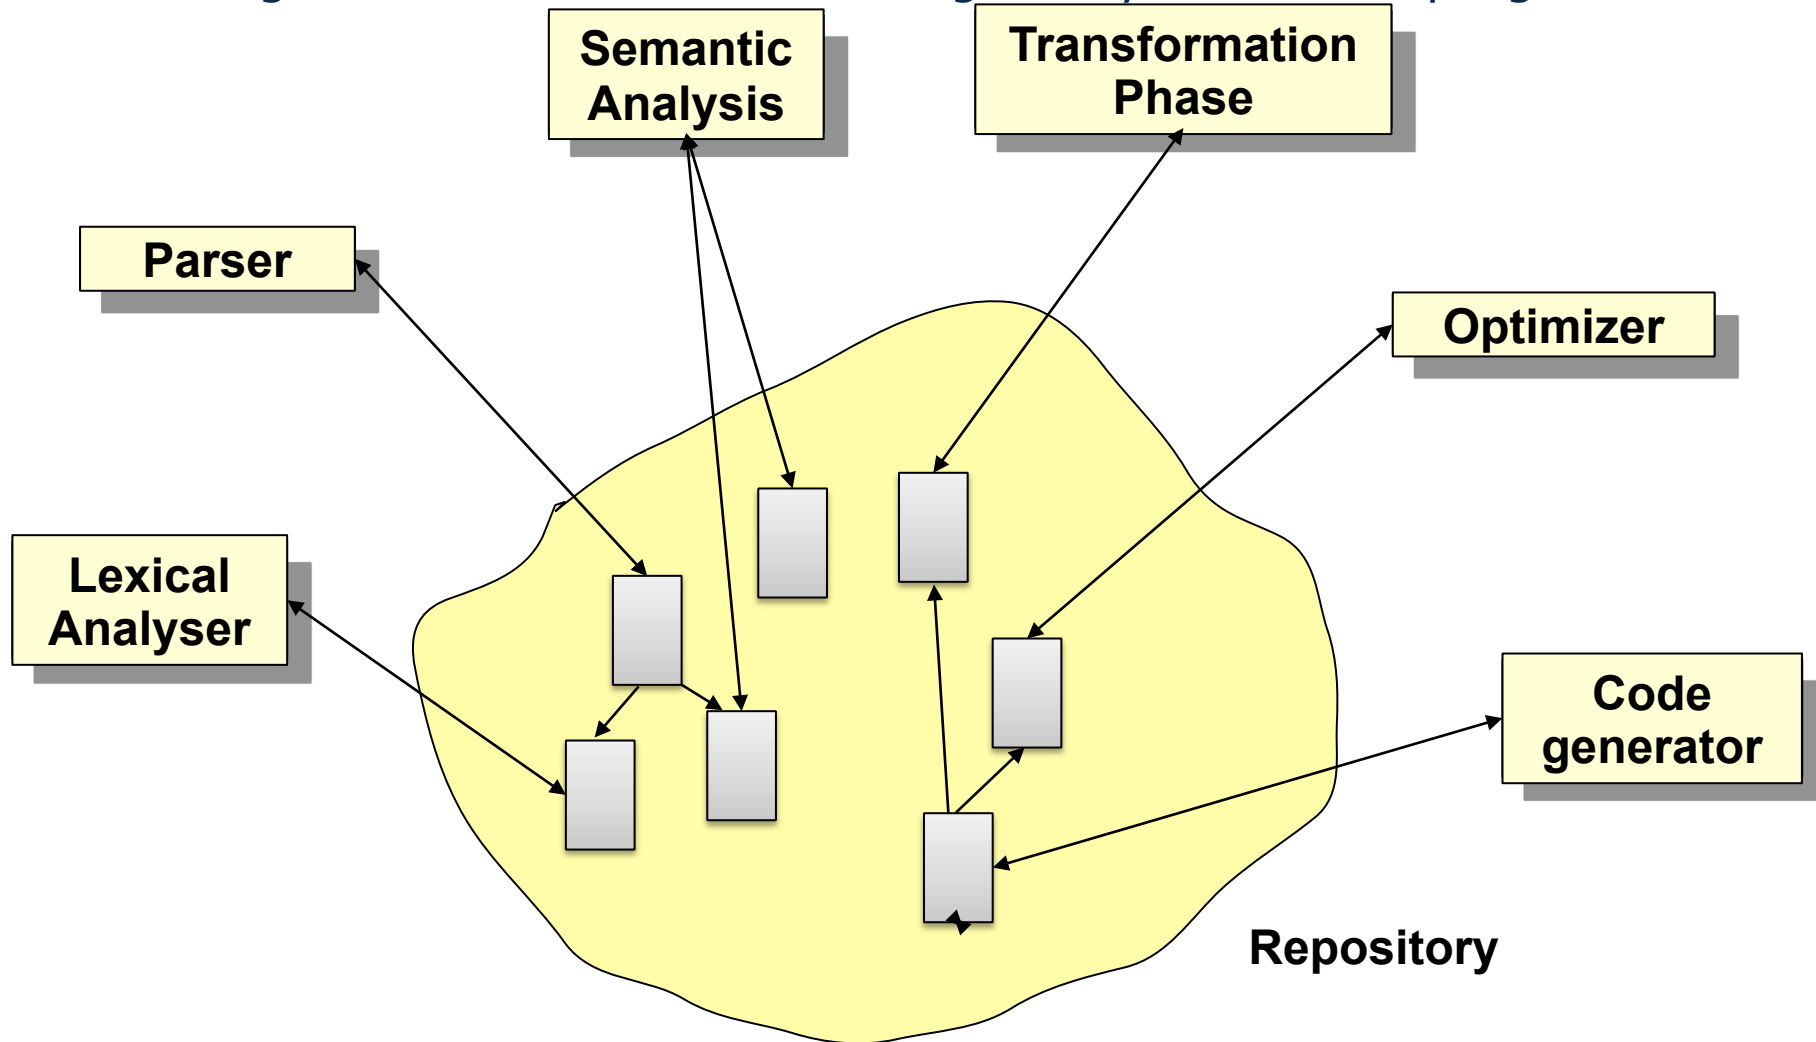 Semantic
Analysis
Transformation
Phase
Parser
Optimizer
Lexical
Analyser
Code
generator
Repository